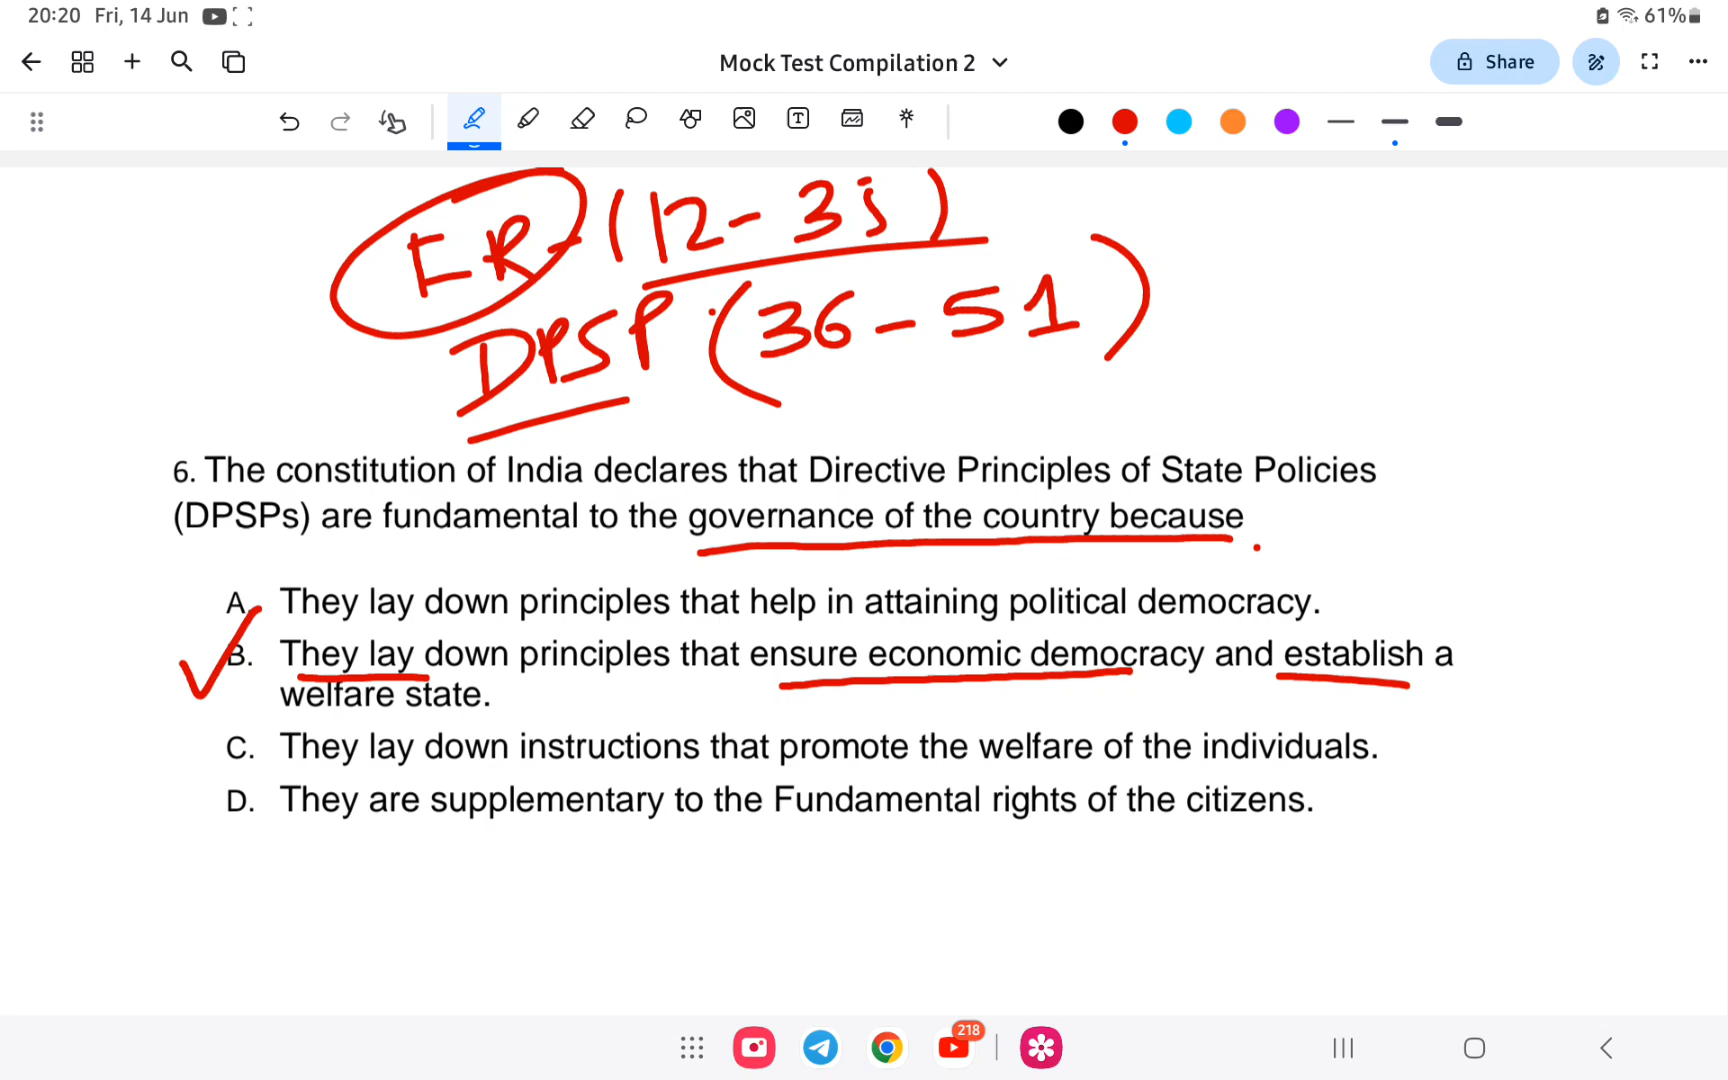 20:20 Fri, 14 Jun
61%
Mock Test Compilation 2
Share
FR (12-35)
DPSP (36-51)
6. The constitution of India declares that Directive Principles of State Policies
(DPSPs) are fundamental to the governance of the country because
A. They lay down principles that help in attaining political democracy.
B. They lay down principles that ensure economic democracy and establish a
welfare state.
C. They lay down instructions that promote the welfare of the individuals.
D. They are supplementary to the Fundamental rights of the citizens.
218